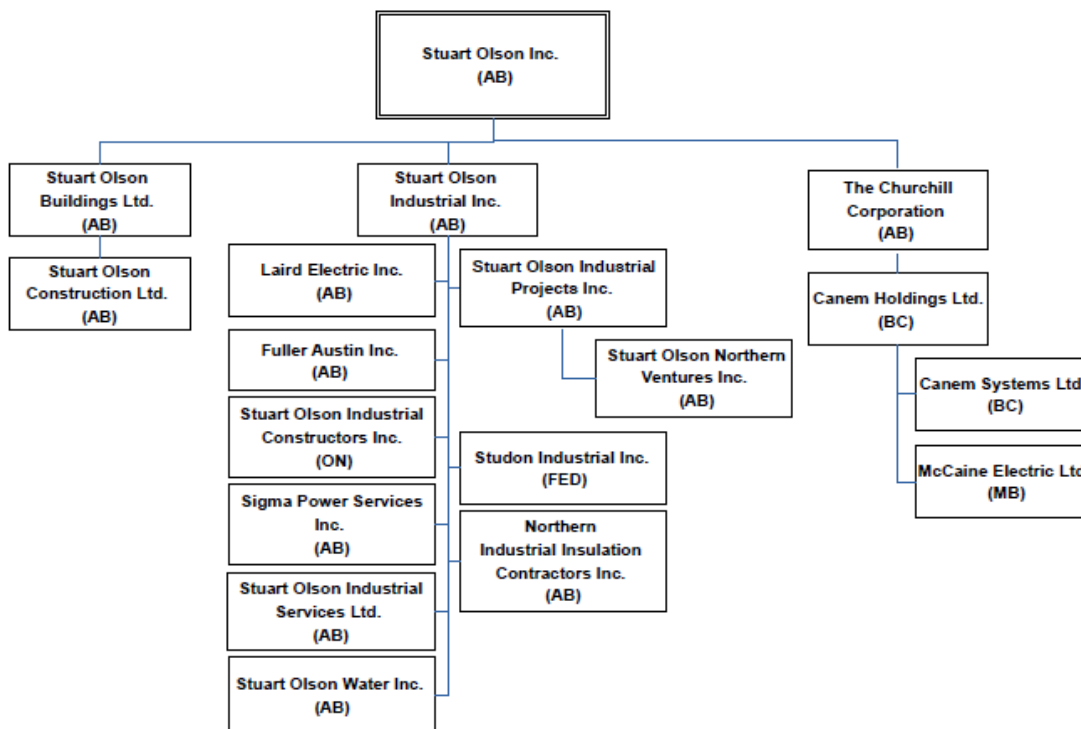 Stuart Olson Inc.
(AB)
Stuart Olson
Buildings Ltd.
(AB)
Stuart Olson
Construction Ltd.
(AB)
Stuart Olson
Industrial Inc.
(AB)
Laird Electric Inc.
(AB)
Fuller Austin Inc.
(AB)
Stuart Olson Industrial
Constructors Inc.
(ON)
Sigma Power Services
Inc.
(AB)
Stuart Olson Industrial
Services Ltd.
(AB)
Stuart Olson Water Inc.
(AB)
Stuart Olson Industrial
Projects Inc.
(AB)
Stuart Olson Northern
Ventures Inc.
(AB)
Studon Industrial Inc.
(FED)
Northern
Industrial Insulation
Contractors Inc.
(AB)
The Churchill
Corporation
(AB)
Canem Holdings Ltd.
(BC)
Canem Systems Ltd
(BC)
McCaine Electric Ltd
(MB)